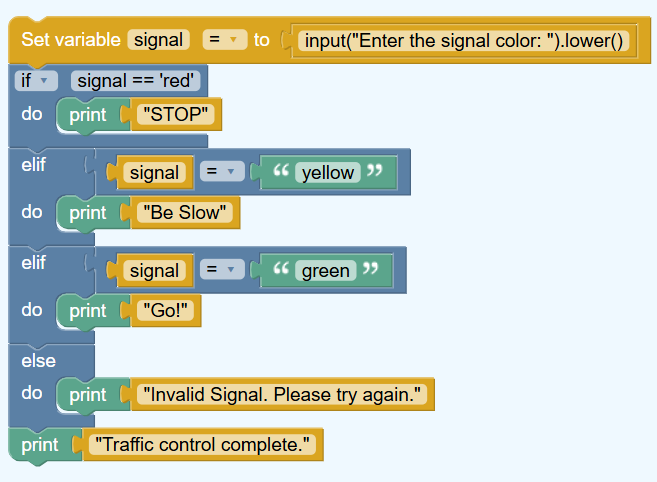 Set variable signal = to input("Enter the signal color: ").lower()
if signal == 'red'
do print "STOP"
elif signal = “ yellow ”
do print "Be Slow"
elif signal = “ green ”
do print "Go!"
else
do print "Invalid Signal. Please try again."
print "Traffic control complete."